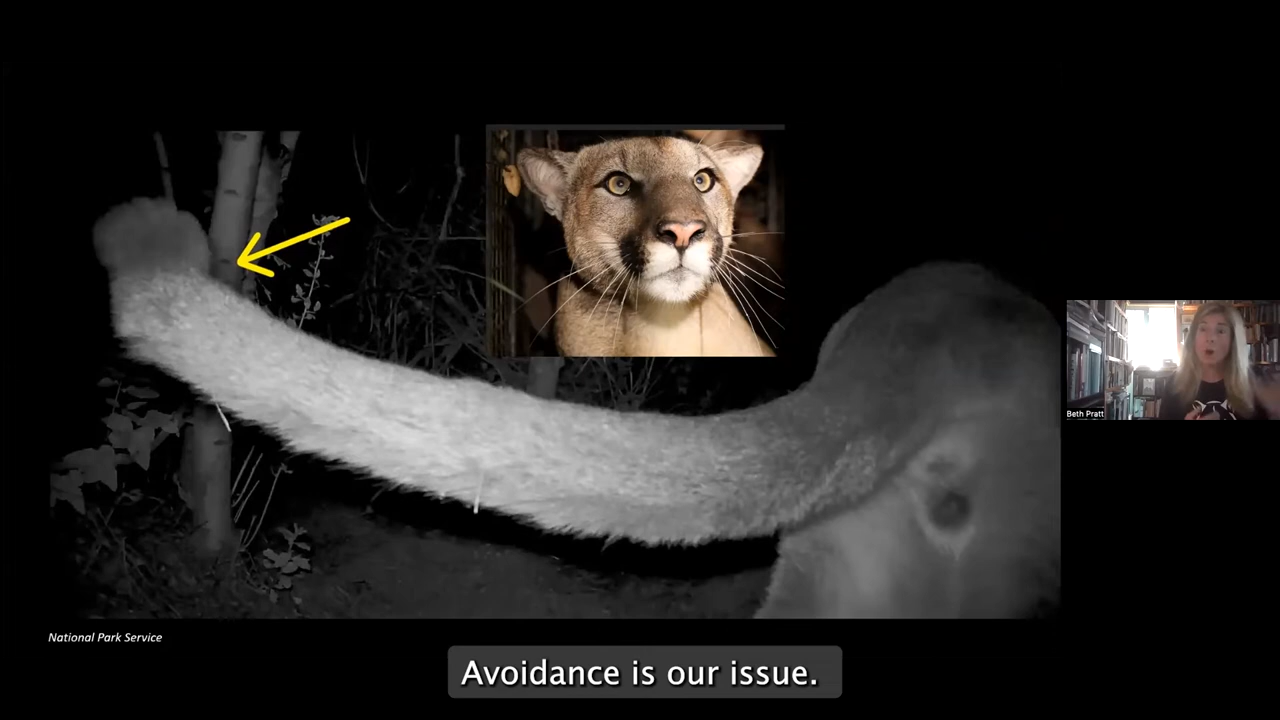 Beth Pratt
National Park Service
Avoidance is our issue.